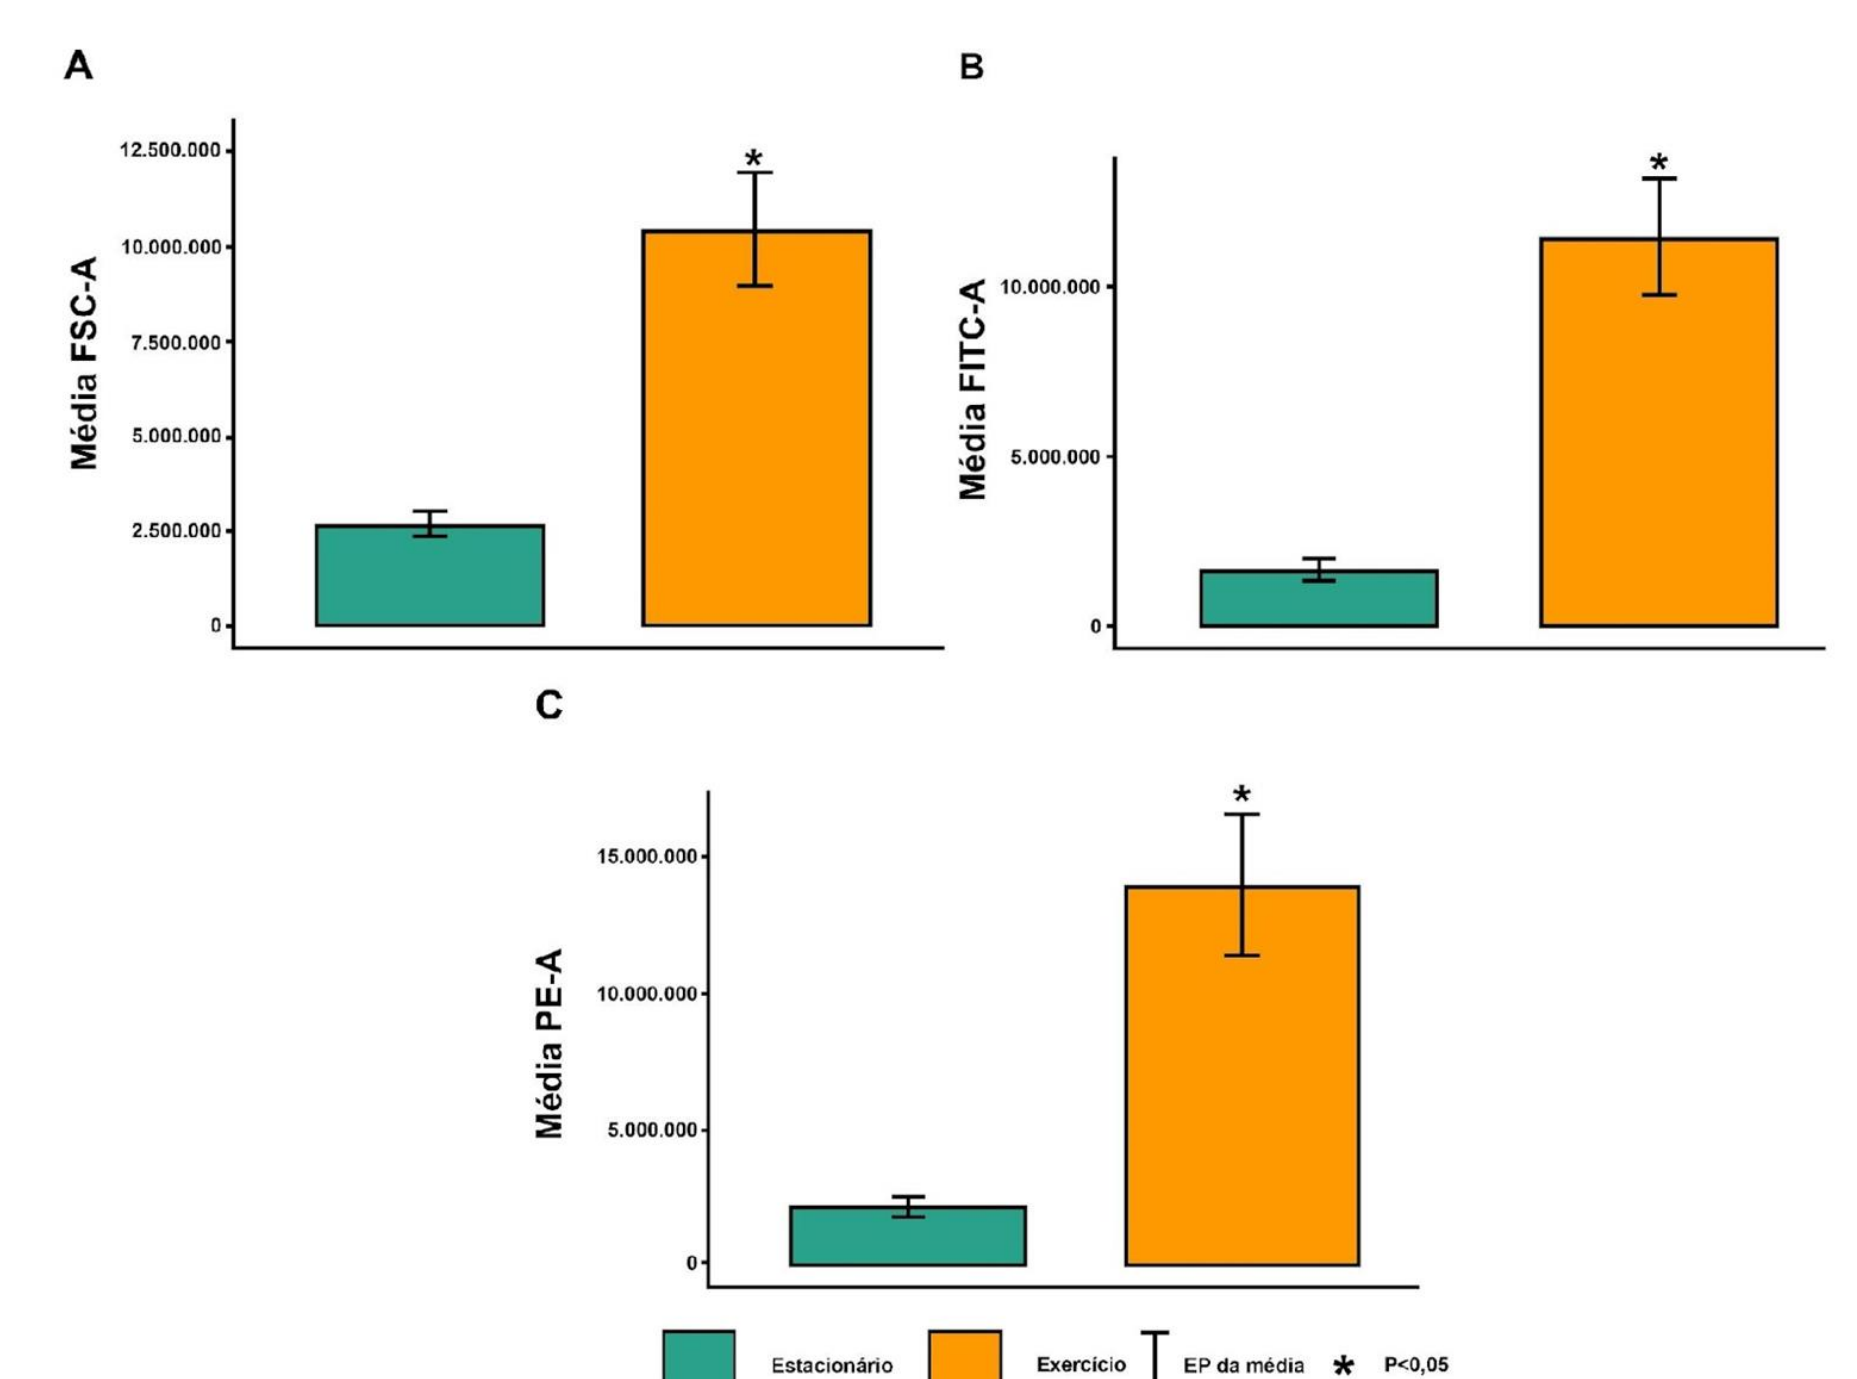 A
Média FSC-A
12.500.000
*
10.000.000
7.500.000
5.000.000
2.500.000
0
B
Média FITC-A
*
10.000.000
5.000.000
0
C
Média PE-A
*
15.000.000
10.000.000
5.000.000
0
Estacionário Exercício EP da média * P<0,05